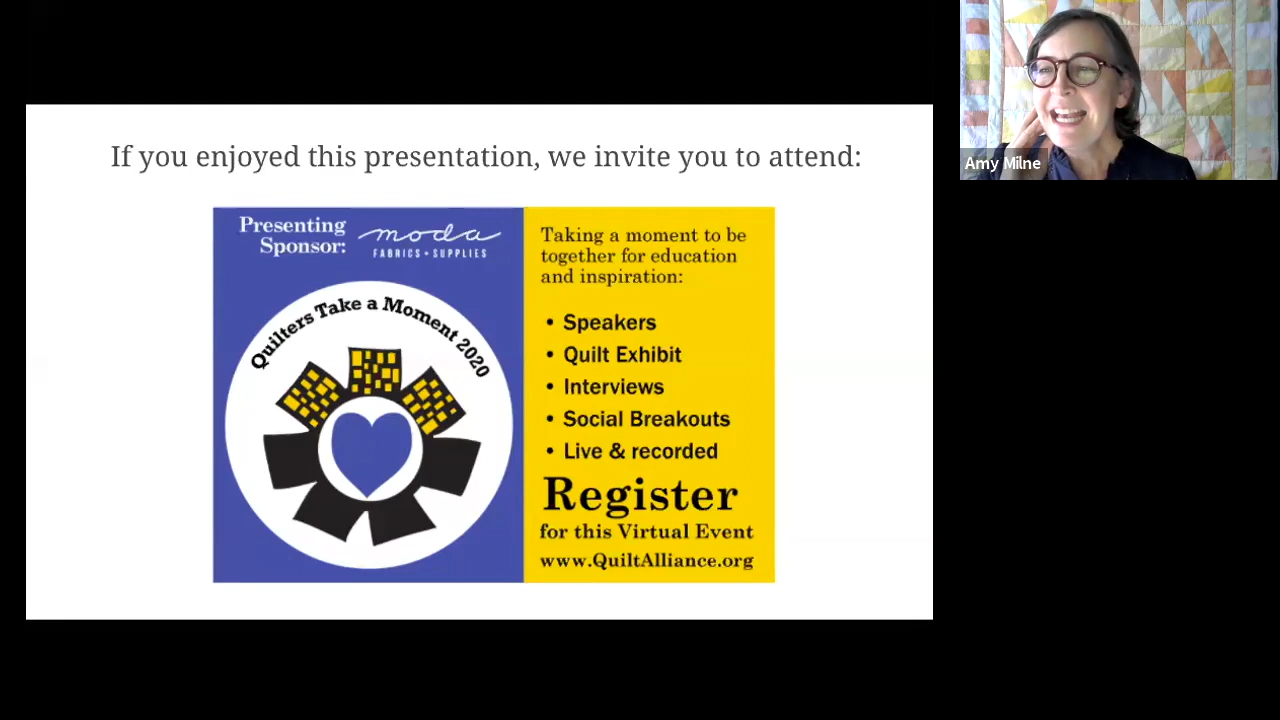 If you enjoyed this presentation, we invite you to attend:
Presenting
Sponsor:
moda
FABRICS + SUPPLIES
Quilters Take a Moment 2020
Taking a moment to be
together for education
and inspiration:
• Speakers
• Quilt Exhibit
• Interviews
• Social Breakouts
• Live & recorded
Register
for this Virtual Event
www.QuiltAlliance.org
Amy Milne